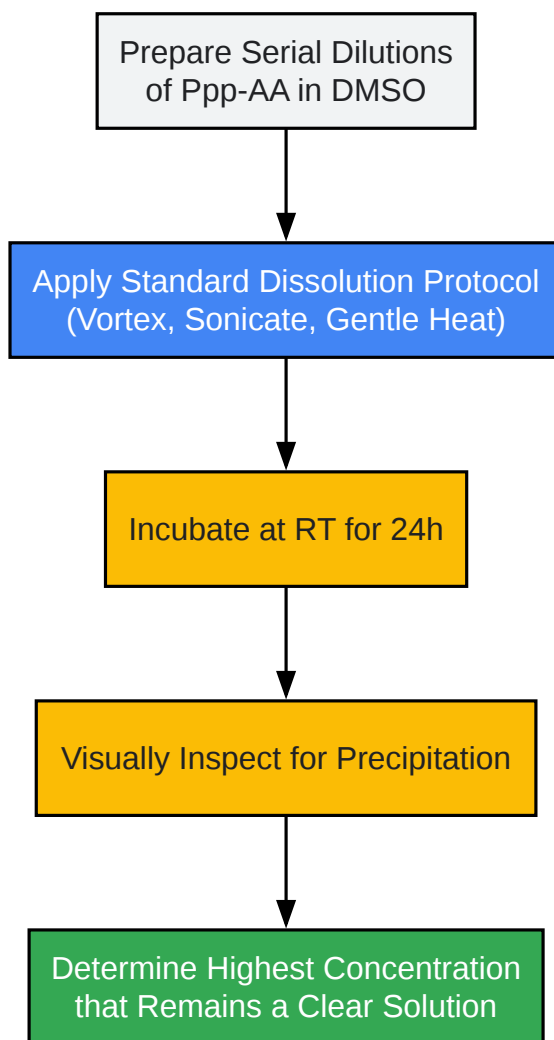 Prepare Serial Dilutions
of Ppp-AA in DMSO
Apply Standard Dissolution Protocol
(Vortex, Sonicate, Gentle Heat)
Incubate at RT for 24h
Visually Inspect for Precipitation
Determine Highest Concentration
that Remains a Clear Solution